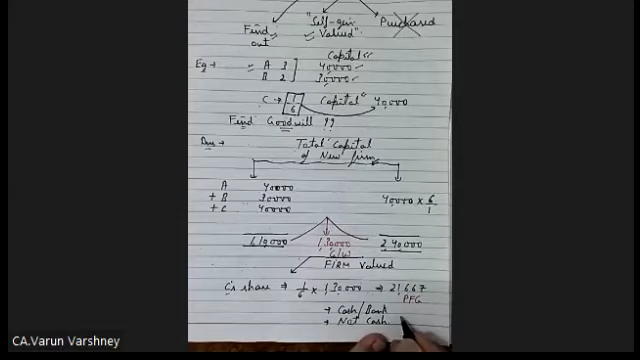 "Self-gen Purchased
Find Valued"
out
Capital
Eg → A 3 40000
B 2 30000
C → 1/6 Capital 40000
Find Goodwill ??
Ans → Total Capital
of New firm
A 40000
+ B 30000 40000 × 6/1
+ C 40000
110000 130000 240000
G/W
FIRM Valued
C's share → 1/6 × 130000 → 21667
PFG
→ Cash/Bank
→ Not Cash
CA.Varun Varshney